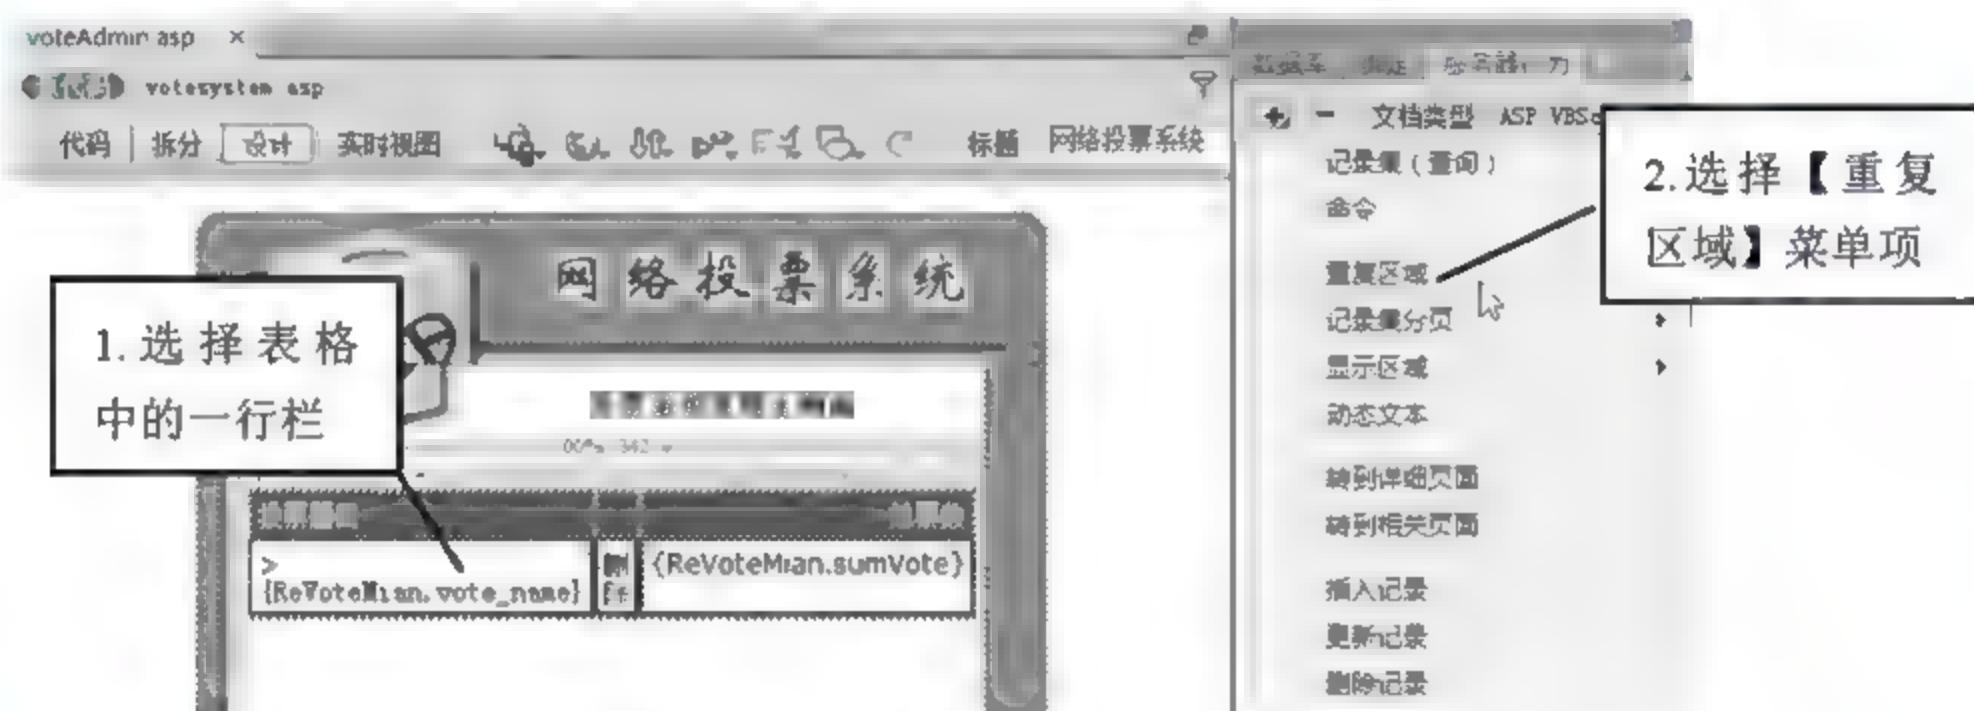 voteAdmin asp ×
votesystem asp
代码 拆分 设计 实时视图 标题 网络投票系统
文档类型 ASP VBSc
记录集(查询)
命令
重复区域
记录集分页
显示区域
动态文本
转到详细页面
转到相关页面
插入记录
更新记录
删除记录
2.选择【重复
区域】菜单项
网络投票系统
1.选择表格
中的一行栏
>
{ReVoteMian.vote_name}
{ReVoteMian.sumVote}